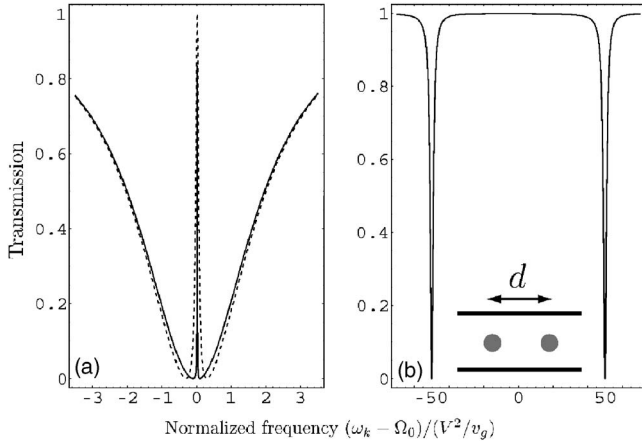 1
0.8
0.6
0.4
0.2
0
Transmission
(a)
-3 -2 -1 0 1 2 3
1
0.8
0.6
0.4
0.2
0
d
(b)
-50 0 50
Normalized frequency (ω_k − Ω_0)/(V^2/v_g)